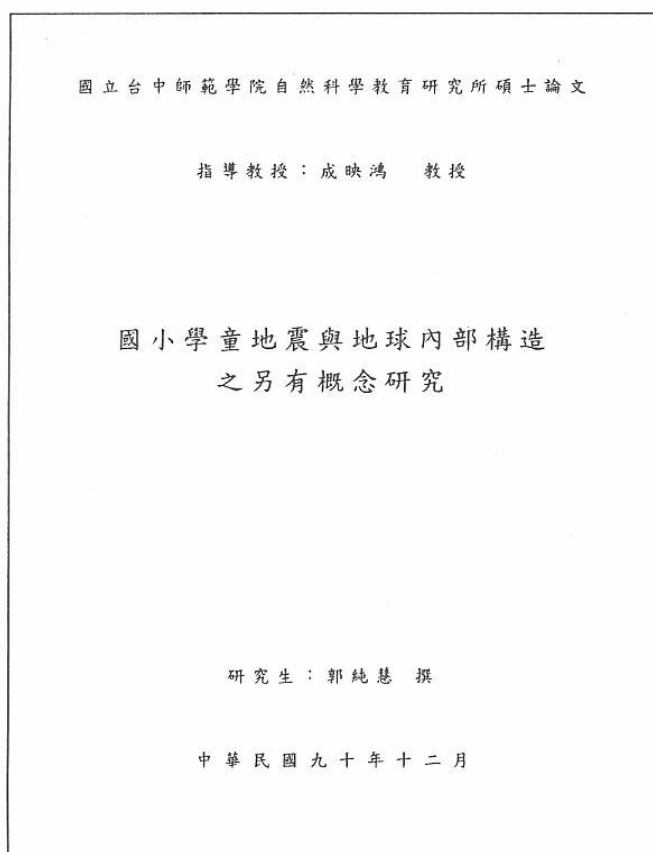 國立台中師範學院自然科學教育研究所碩士論文
指導教授：成映鴻 教授
國小學童地震與地球內部構造
之另有概念研究
研究生：郭純慧 撰
中華民國九十年十二月